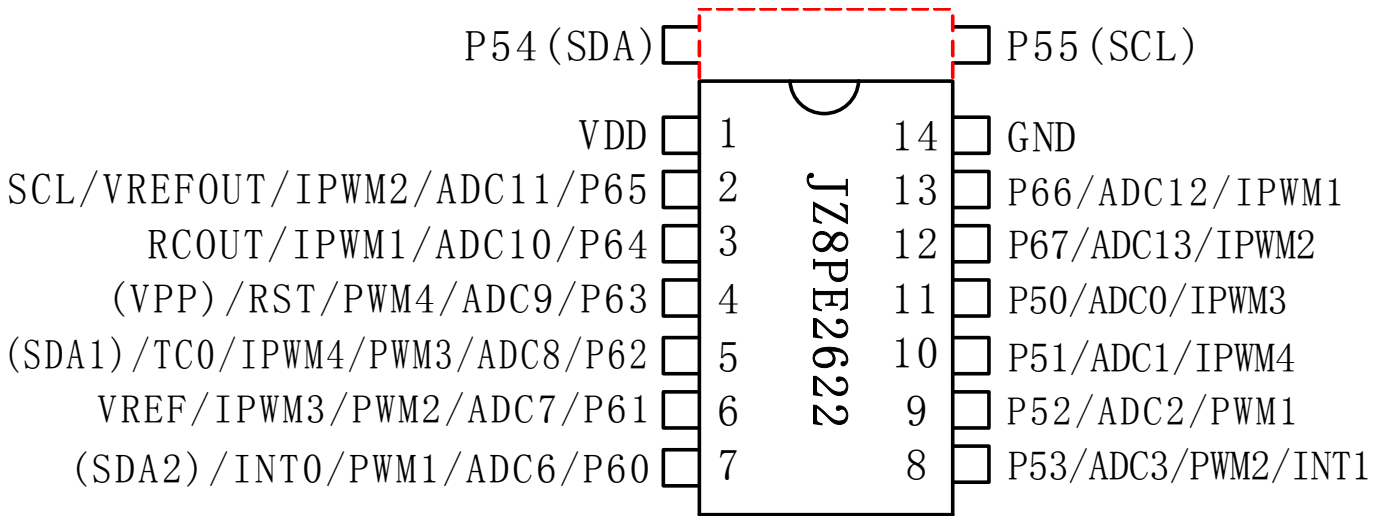 P54(SDA) P55(SCL)
VDD 1 14 GND
SCL/VREFOUT/IPWM2/ADC11/P65 2 13 P66/ADC12/IPWM1
RCOUT/IPWM1/ADC10/P64 3 12 P67/ADC13/IPWM2
(VPP)/RST/PWM4/ADC9/P63 4 11 P50/ADC0/IPWM3
(SDA1)/TC0/IPWM4/PWM3/ADC8/P62 5 10 P51/ADC1/IPWM4
VREF/IPWM3/PWM2/ADC7/P61 6 9 P52/ADC2/PWM1
(SDA2)/INT0/PWM1/ADC6/P60 7 8 P53/ADC3/PWM2/INT1
JZ8PE2622